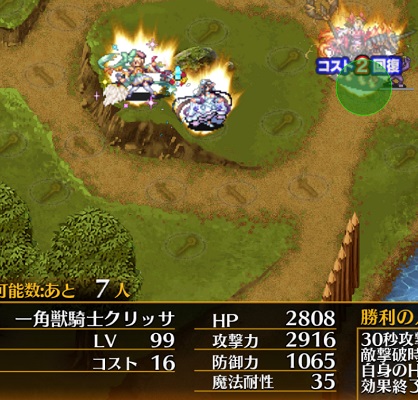 コスト2回復
可能数:あと 7人
一角獣騎士クリッサ
LV 99
コスト 16
HP 2808
攻撃力 2916
防御力 1065
魔法耐性 35
勝利の
30秒攻
敵撃破時
自身のH
効果終